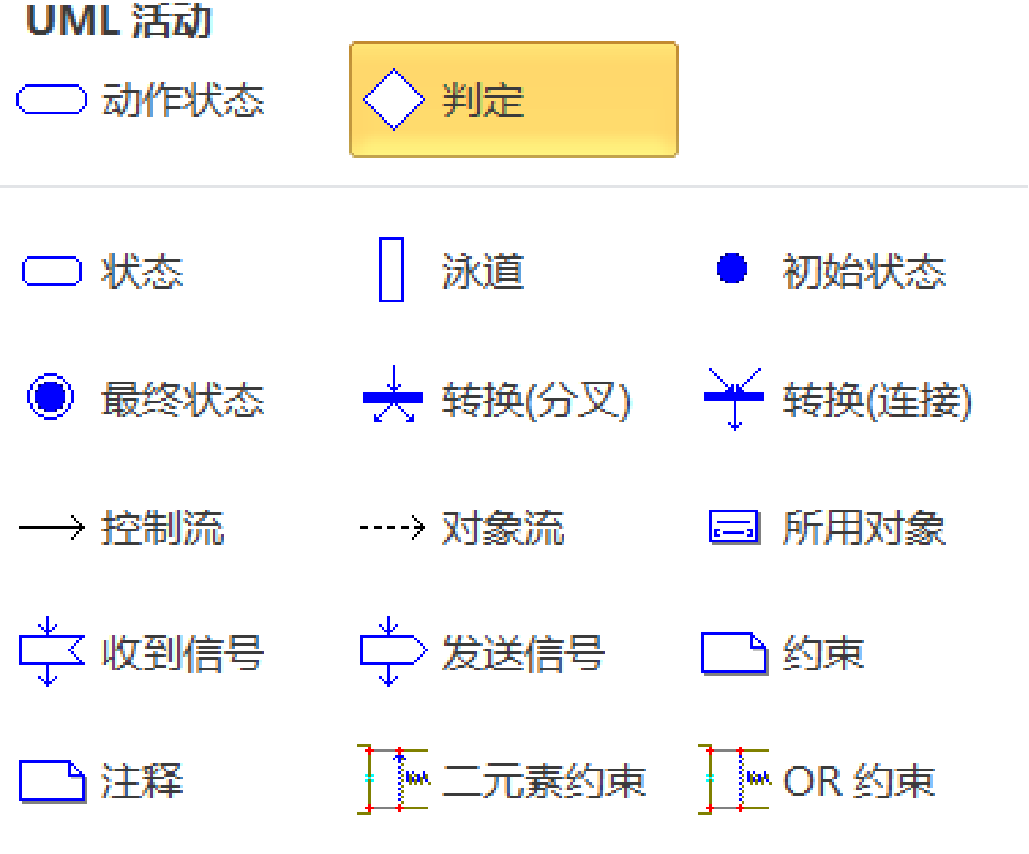 UML 活动
动作状态 判定
状态 泳道 初始状态
最终状态 转换(分叉) 转换(连接)
控制流 对象流 所用对象
收到信号 发送信号 约束
注释 二元素约束 OR 约束